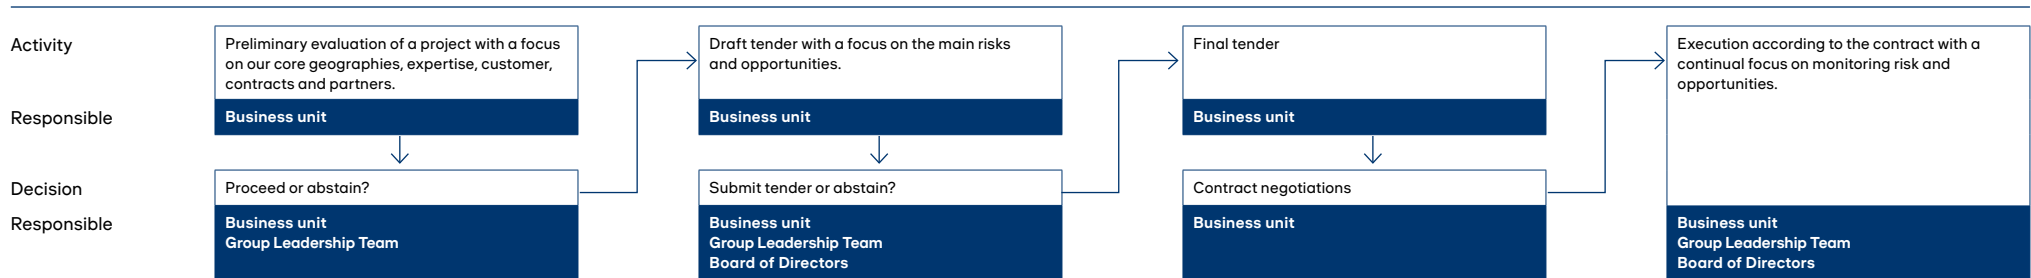 Activity
Preliminary evaluation of a project with a focus
on our core geographies, expertise, customer,
contracts and partners.
Responsible
Business unit
Decision
Proceed or abstain?
Responsible
Business unit
Group Leadership Team
Draft tender with a focus on the main risks
and opportunities.
Business unit
Submit tender or abstain?
Business unit
Group Leadership Team
Board of Directors
Final tender
Business unit
Contract negotiations
Business unit
Execution according to the contract with a
continual focus on monitoring risk and
opportunities.
Business unit
Group Leadership Team
Board of Directors